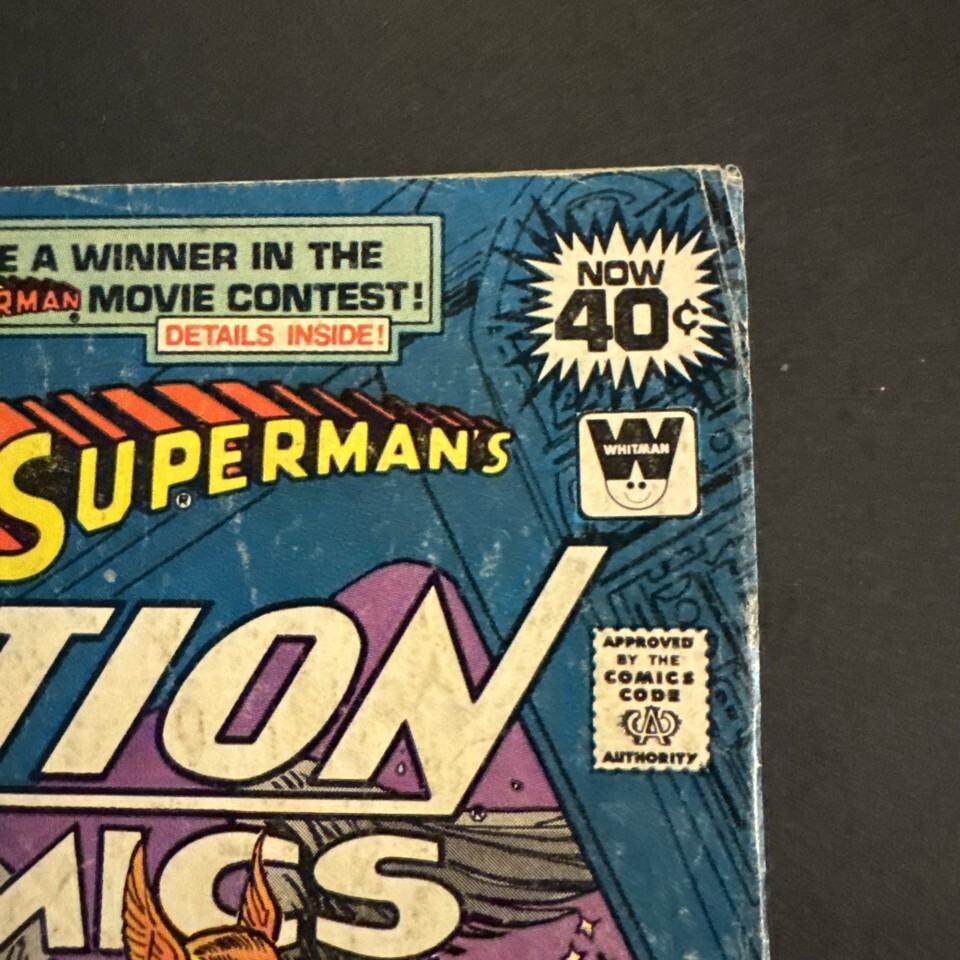 E A WINNER IN THE
RMAN MOVIE CONTEST!
DETAILS INSIDE!
NOW
40¢
SUPERMAN'S
®
W
WHITMAN
TION
®
MICS
APPROVED
BY THE
COMICS
CODE
CA
AUTHORITY